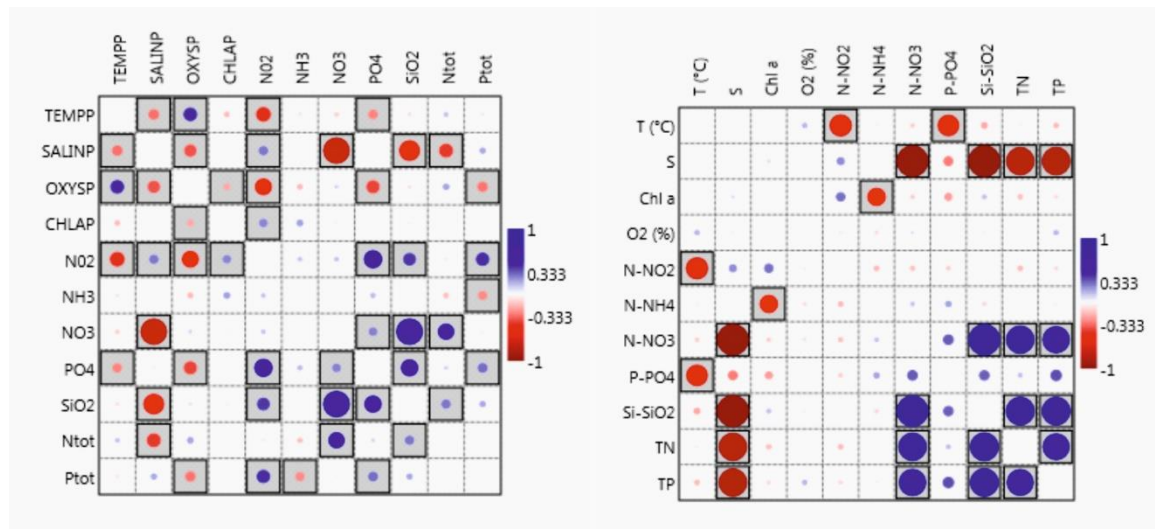 TEMPP SALINP OXYSP CHLAP N02 NH3 NO3 PO4 SiO2 Ntot Ptot
TEMPP
SALINP
OXYSP
CHLAP
N02
NH3
NO3
PO4
SiO2
Ntot
Ptot
1
0.333
-0.333
-1
T (°C) S Chl a O2 (%) N-NO2 N-NH4 N-NO3 P-PO4 Si-SiO2 TN TP
T (°C)
S
Chl a
O2 (%)
N-NO2
N-NH4
N-NO3
P-PO4
Si-SiO2
TN
TP
1
0.333
-0.333
-1